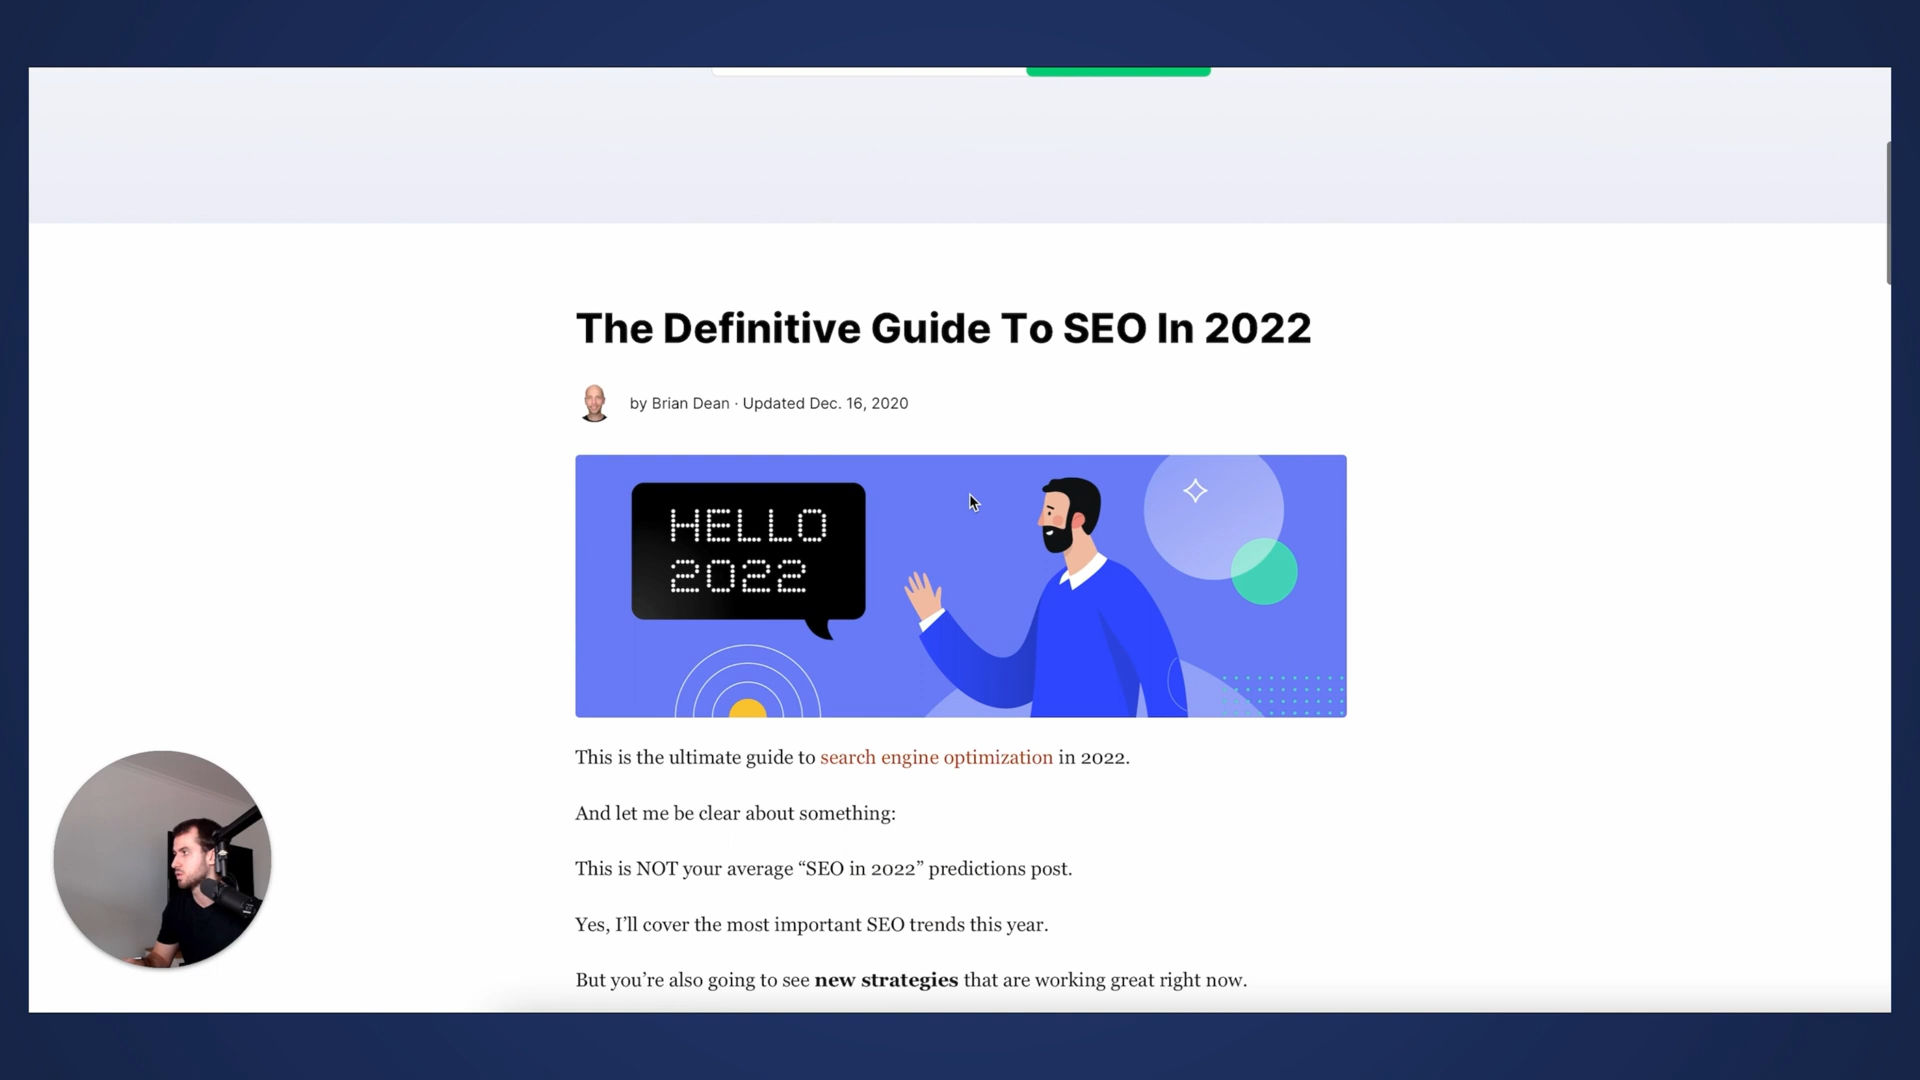 The Definitive Guide To SEO In 2022
by Brian Dean · Updated Dec. 16, 2020
HELLO
2022
This is the ultimate guide to search engine optimization in 2022.
And let me be clear about something:
This is NOT your average “SEO in 2022” predictions post.
Yes, I’ll cover the most important SEO trends this year.
But you’re also going to see new strategies that are working great right now.